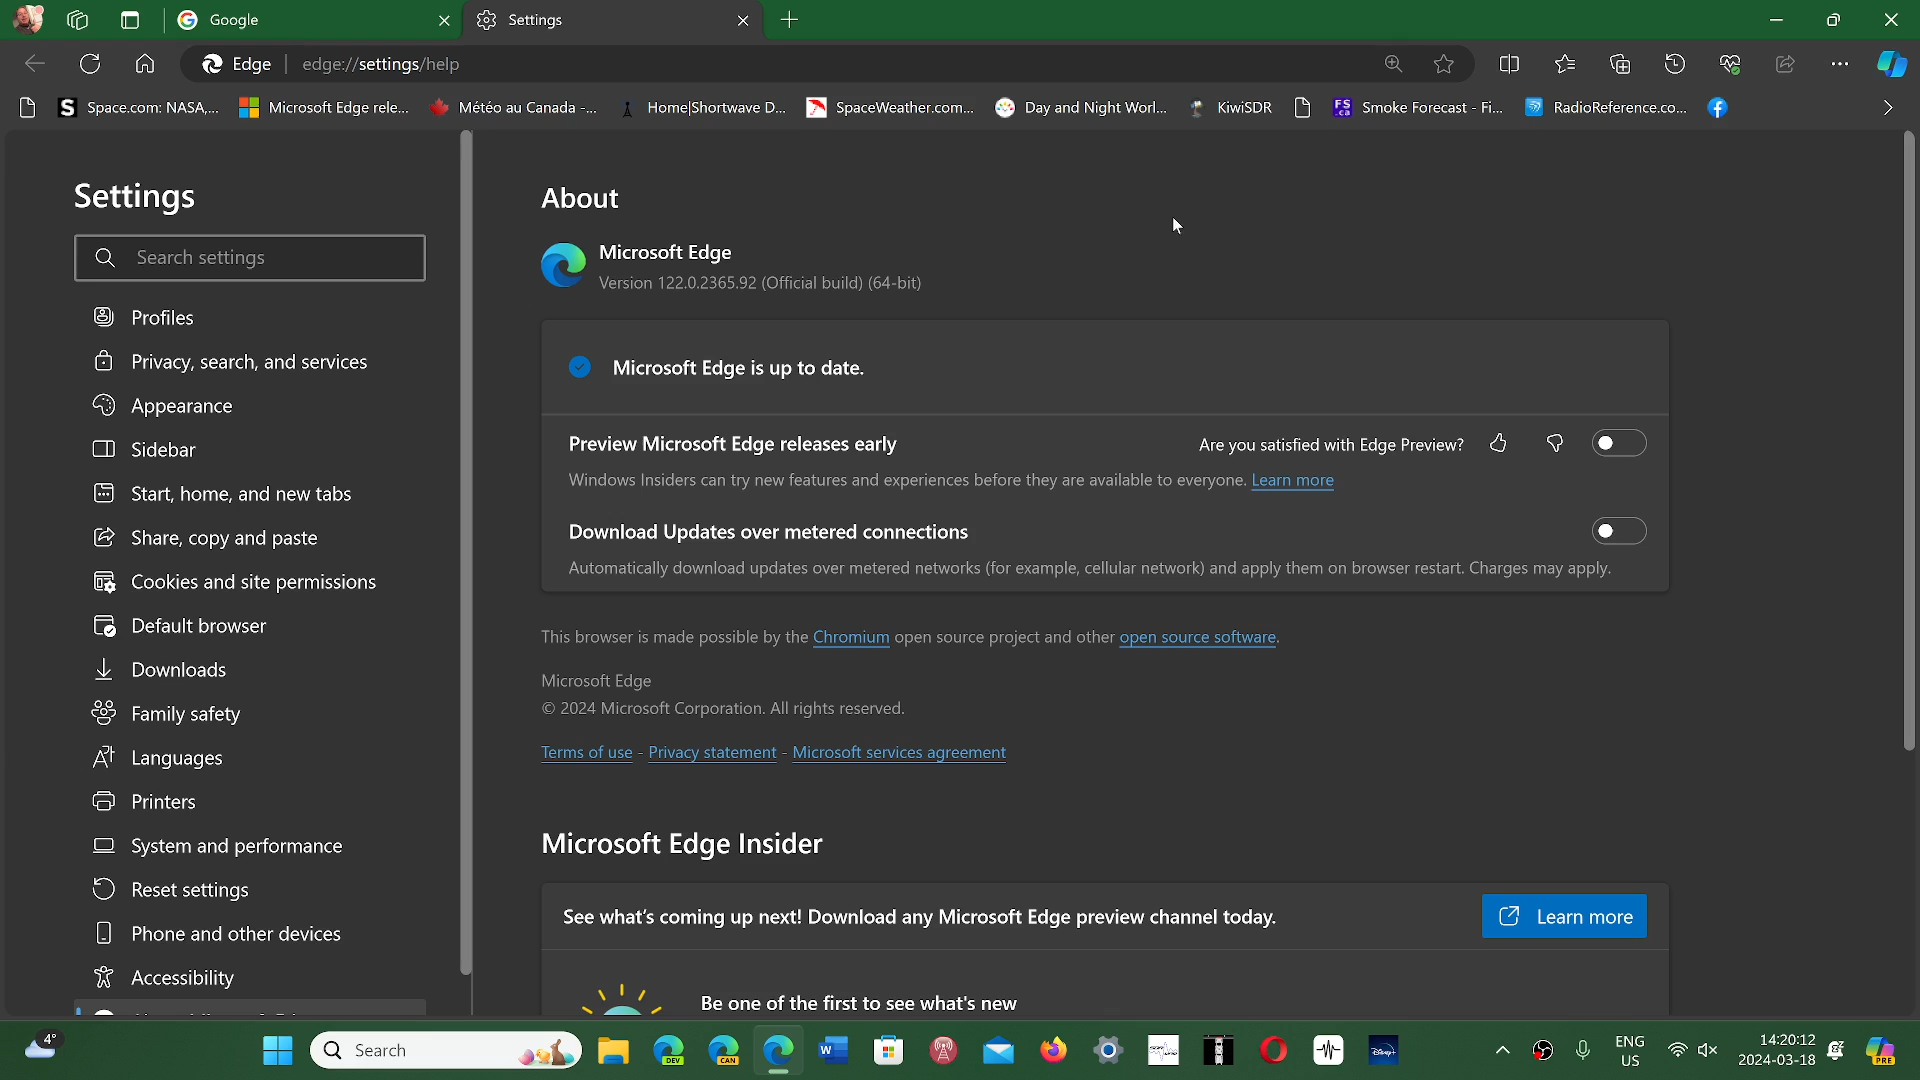 Google
Settings
Edge
edge://settings/help
Space.com: NASA,...
Microsoft Edge rele...
Météo au Canada -...
Home|Shortwave D...
SpaceWeather.com...
Day and Night Worl...
KiwiSDR
FS
ca
Smoke Forecast - Fi...
RadioReference.co...
Settings
Search settings
Profiles
Privacy, search, and services
Appearance
Sidebar
Start, home, and new tabs
Share, copy and paste
Cookies and site permissions
Default browser
Downloads
Family safety
Languages
Printers
System and performance
Reset settings
Phone and other devices
Accessibility
About
Microsoft Edge
Version 122.0.2365.92 (Official build) (64-bit)
Microsoft Edge is up to date.
Preview Microsoft Edge releases early
Are you satisfied with Edge Preview?
Windows Insiders can try new features and experiences before they are available to everyone. Learn more
Download Updates over metered connections
Automatically download updates over metered networks (for example, cellular network) and apply them on browser restart. Charges may apply.
This browser is made possible by the Chromium open source project and other open source software.
Microsoft Edge
© 2024 Microsoft Corporation. All rights reserved.
Terms of use - Privacy statement - Microsoft services agreement
Microsoft Edge Insider
See what's coming up next! Download any Microsoft Edge preview channel today.
Learn more
Be one of the first to see what's new
4°
Search
DEV
CAN
Disney+
ENG
US
14:20:12
2024-03-18
PRE